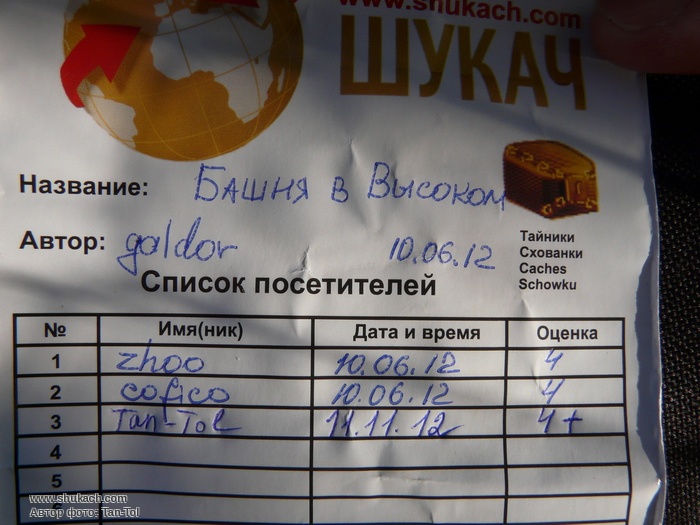 www.shukach.com
ШУКАЧ
Название: Башня в Высоком
Автор: galdor 10.06.12
Тайники
Схованки
Caches
Schowku
Список посетителей
№ Имя(ник) Дата и время Оценка
1 zhoo 10.06.12 4
2 cofico 10.06.12 4
3 Tan-Tol 11.11.12 4+
4
5
6
www.shukach.com
Автор фото: Tan-Tol